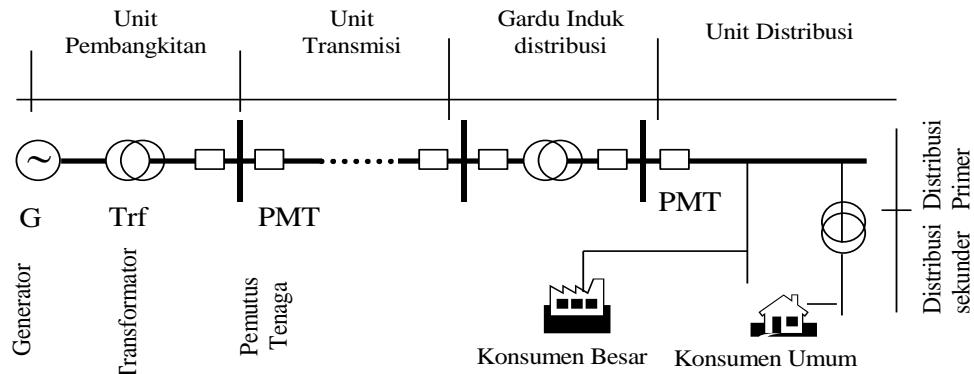 Unit
Pembangkitan
Unit
Transmisi
Gardu Induk
distribusi
Unit Distribusi
~
G
Trf
PMT
PMT
Generator
Transformator
Pemutus
Tenaga
Distribusi Primer
Distribusi sekunder
Konsumen Besar
Konsumen Umum